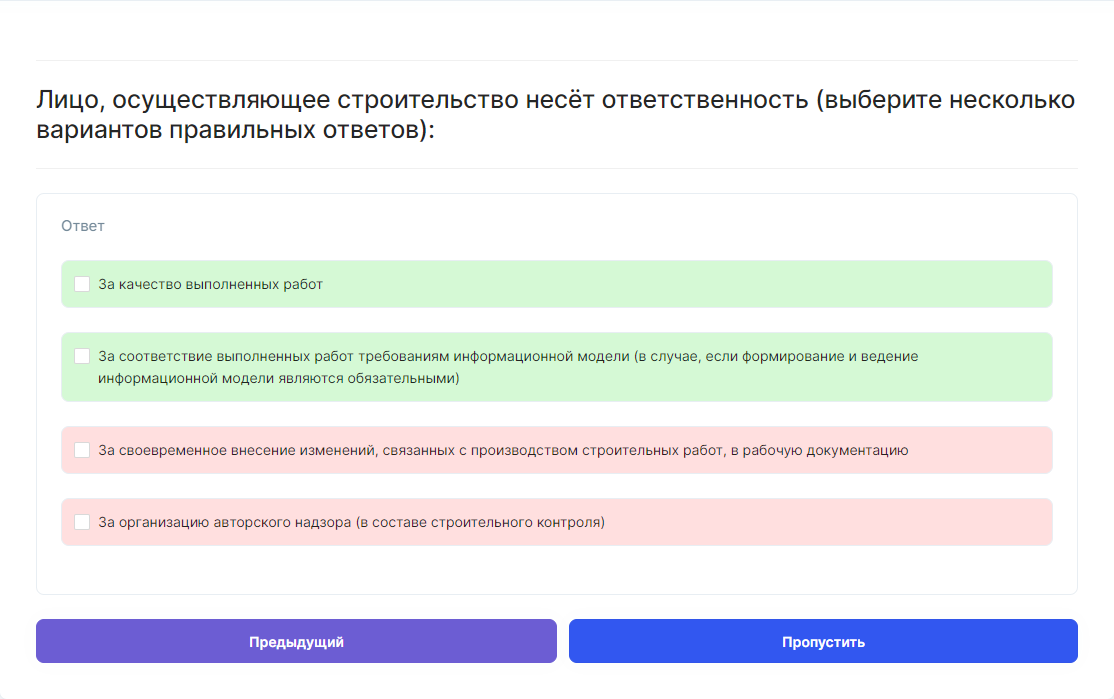 Лицо, осуществляющее строительство несёт ответственность (выберите несколько
вариантов правильных ответов):
Ответ
За качество выполненных работ
За соответствие выполненных работ требованиям информационной модели (в случае, если формирование и ведение
информационной модели являются обязательными)
За своевременное внесение изменений, связанных с производством строительных работ, в рабочую документацию
За организацию авторского надзора (в составе строительного контроля)
Предыдущий
Пропустить